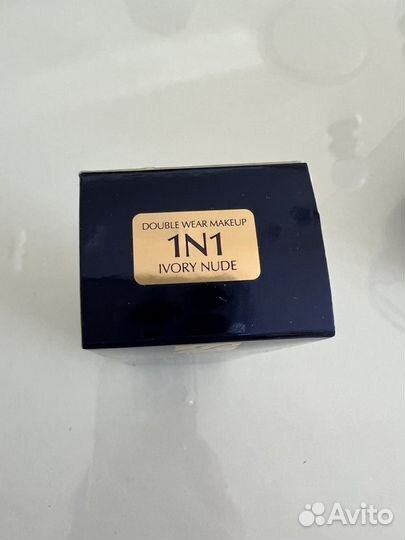 DOUBLE WEAR MAKEUP
1N1
IVORY NUDE
Avito